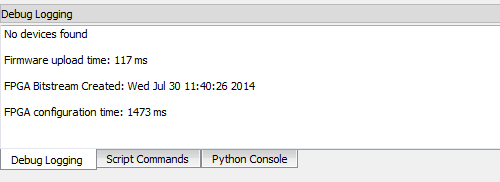 Debug Logging
No devices found
Firmware upload time: 117 ms
FPGA Bitstream Created: Wed Jul 30 11:40:26 2014
FPGA configuration time: 1473 ms
Debug Logging
Script Commands
Python Console